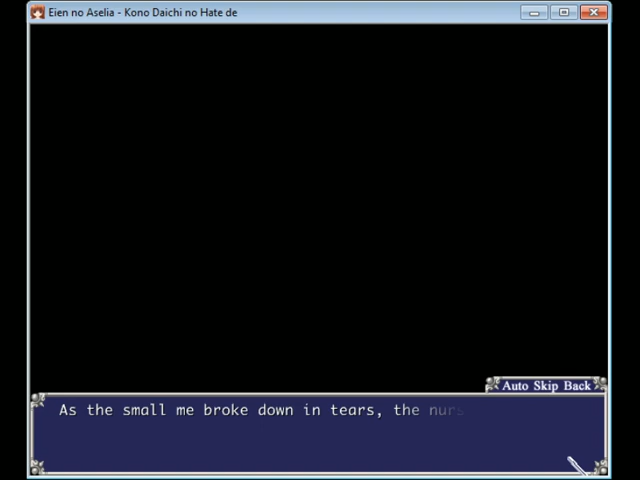 Eien no Aselia - Kono Daichi no Hate de
Auto Skip Back
As the small me broke down in tears, the nurs